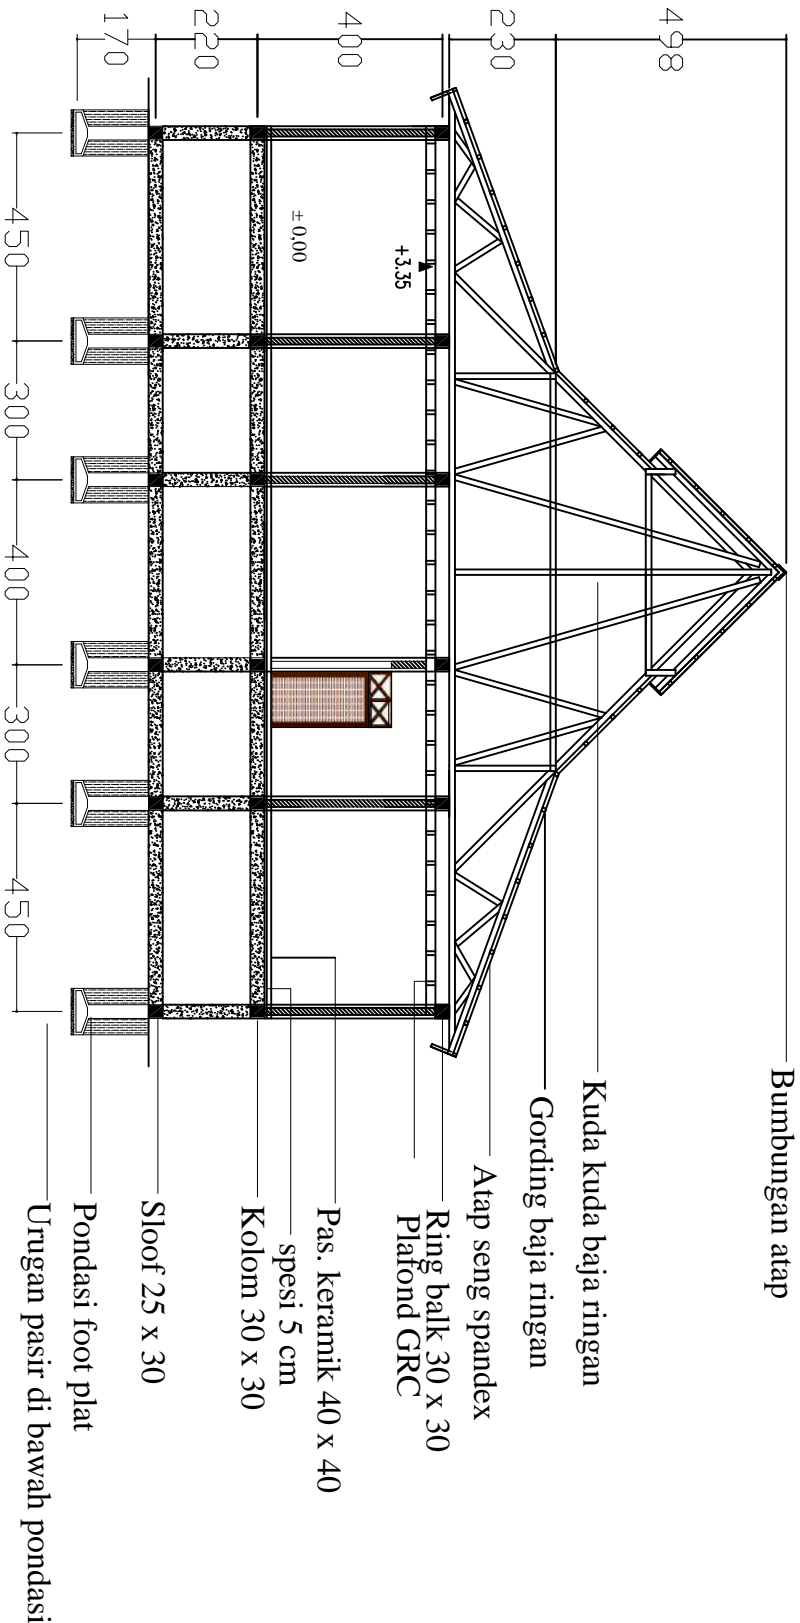 498
230
400
220
170
450
300
400
300
450
+3.35
± 0,00
Bumbungan atap
Kuda kuda baja ringan
Gording baja ringan
Atap seng spandex
Ring balk 30 x 30
Plafond GRC
Pas. keramik 40 x 40
spesi 5 cm
Kolom 30 x 30
Sloof 25 x 30
Pondasi foot plat
Urugan pasir di bawah pondasi